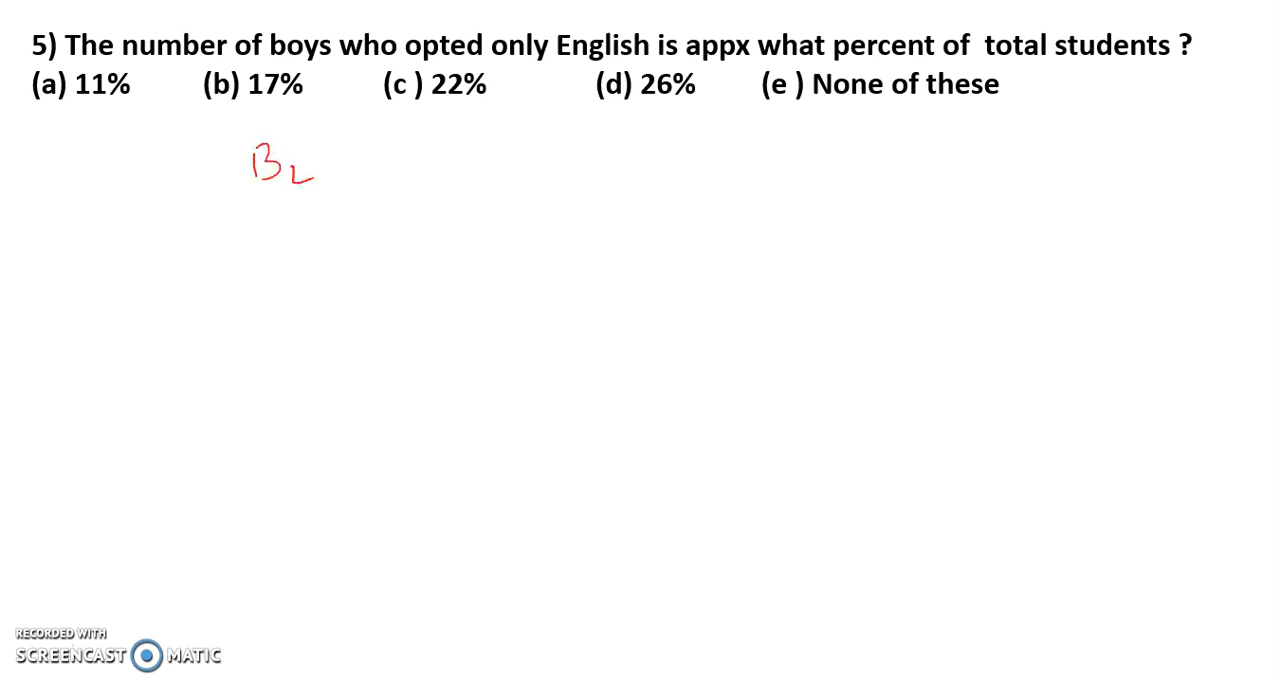 5) The number of boys who opted only English is appx what percent of total students ?
(a) 11% (b) 17% (c ) 22% (d) 26% (e ) None of these
B L
RECORDED WITH
SCREENCAST MATIC